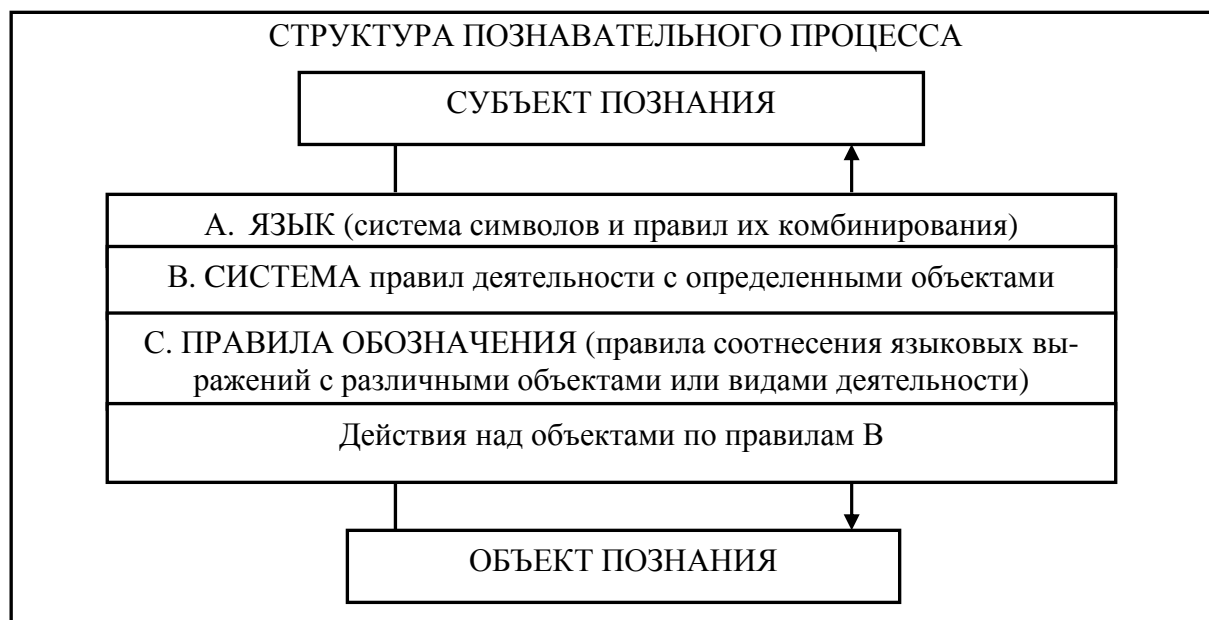 СТРУКТУРА ПОЗНАВАТЕЛЬНОГО ПРОЦЕССА
СУБЪЕКТ ПОЗНАНИЯ
А. ЯЗЫК (система символов и правил их комбинирования)
В. СИСТЕМА правил деятельности с определенными объектами
С. ПРАВИЛА ОБОЗНАЧЕНИЯ (правила соотнесения языковых вы-
ражений с различными объектами или видами деятельности)
Действия над объектами по правилам В
ОБЪЕКТ ПОЗНАНИЯ